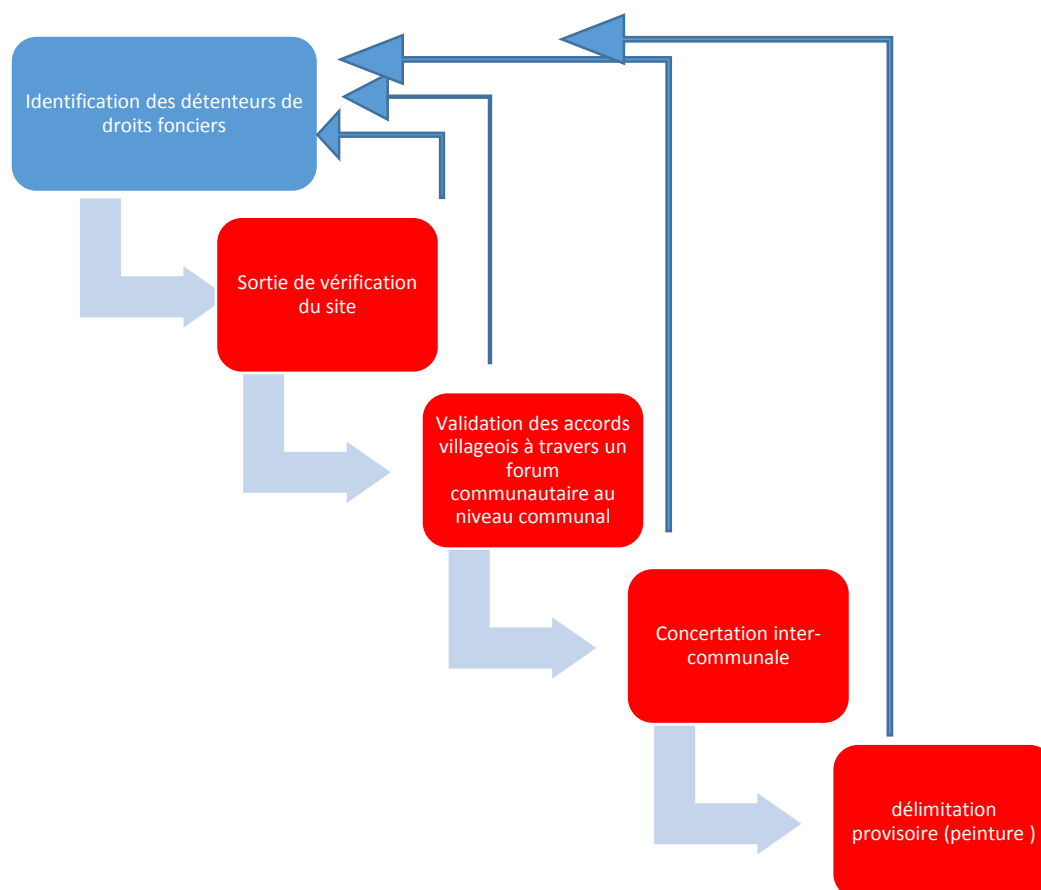 Identification des détenteurs de
droits fonciers
Sortie de vérification
du site
Validation des accords
villageois à travers un
forum
communautaire au
niveau communal
Concertation inter-
communale
délimitation
provisoire (peinture )